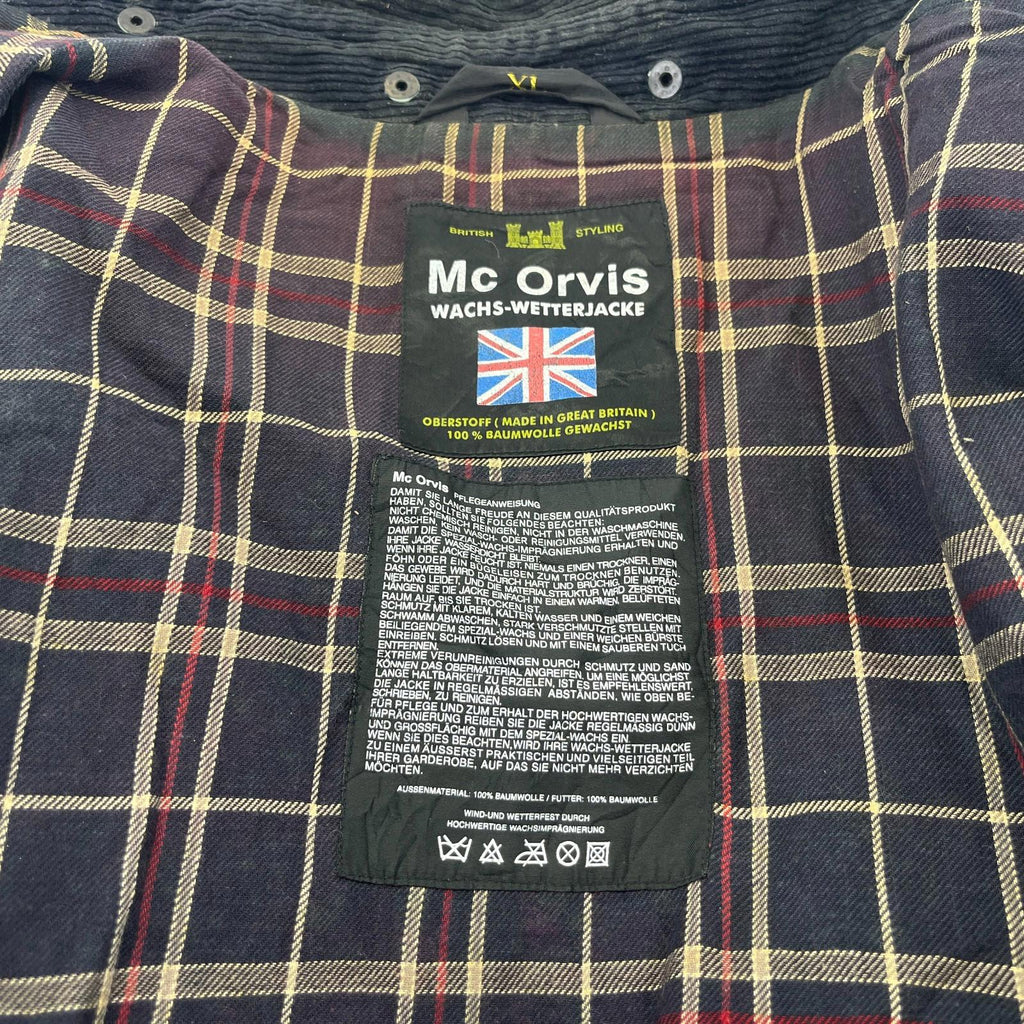 XL
BRITISH STYLING
Mc Orvis
WACHS-WETTERJACKE
OBERSTOFF ( MADE IN GREAT BRITAIN )
100 % BAUMWOLLE GEWACHST
Mc Orvis PFLEGEANWEISUNG
DAMIT SIE LANGE FREUDE AN DIESEM QUALITÄTSPRODUKT
HABEN, SOLLTEN SIE FOLGENDES BEACHTEN:
NICHT CHEMISCH REINIGEN, NICHT IN DER WASCHMASCHINE
WASCHEN, KEIN WASCH- ODER REINIGUNGSMITTEL VERWENDEN,
DAMIT DIE SPEZIAL-WACHS-IMPRÄGNIERUNG ERHALTEN UND
IHRE JACKE WASSERDICHT BLEIBT.
WENN IHRE JACKE FEUCHT IST, NIEMALS EINEN TROCKNER, EINEN
FÖHN ODER EIN BÜGELEISEN ZUM TROCKNEN BENUTZEN.
DAS GEWEBE WIRD DADURCH HART UND BRÜCHIG, DIE IMPRÄG-
NIERUNG LEIDET, UND DIE MATERIALSTRUKTUR WIRD ZERSTÖRT.
HÄNGEN SIE DIE JACKE EINFACH IN EINEM WARMEN, BELÜFTETEN
RAUM AUF, BIS SIE TROCKEN IST.
SCHMUTZ MIT KLAREM, KALTEN WASSER UND EINEM WEICHEN
SCHWAMM ABWASCHEN, STARK VERSCHMUTZTE STELLEN MIT
BEILIEGENDEM SPEZIAL-WACHS UND EINER WEICHEN BÜRSTE
EINREIBEN, SCHMUTZ LÖSEN UND MIT EINEM SAUBEREN TUCH
ENTFERNEN.
EXTREME VERUNREINIGUNGEN DURCH SCHMUTZ UND SAND
KÖNNEN DAS OBERMATERIAL ANGREIFEN. UM EINE MÖGLICHST
LANGE HALTBARKEIT ZU ERZIELEN, IST ES EMPFEHLENSWERT,
DIE JACKE IN REGELMÄSSIGEN ABSTÄNDEN, WIE OBEN BE-
SCHRIEBEN, ZU REINIGEN.
FÜR PFLEGE UND ZUM ERHALT DER HOCHWERTIGEN WACHS-
IMPRÄGNIERUNG REIBEN SIE DIE JACKE REGELMÄSSIG DÜNN
UND GROSSFLÄCHIG MIT DEM SPEZIAL-WACHS EIN.
WENN SIE DIES BEACHTEN, WIRD IHRE WACHS-WETTERJACKE
ZU EINEM ÄUSSERST PRAKTISCHEN UND VIELSEITIGEN TEIL
IHRER GARDEROBE, AUF DAS SIE NICHT MEHR VERZICHTEN
MÖCHTEN.
AUSSENMATERIAL: 100% BAUMWOLLE / FUTTER: 100% BAUMWOLLE
WIND-UND WETTERFEST DURCH
HOCHWERTIGE WACHSIMPRÄGNIERUNG